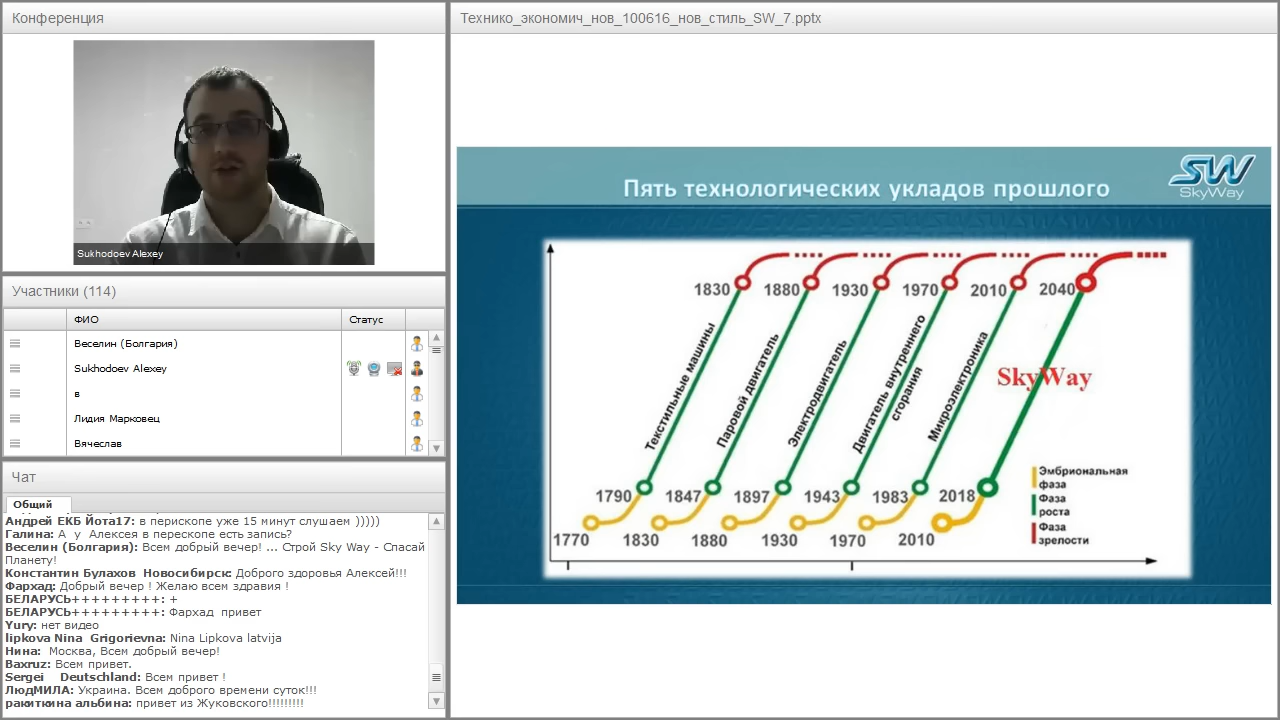 Конференция
Sukhodoev Alexey
Участники (114)
ФИО
Статус
Веселин (Болгария)
Sukhodoev Alexey
в
Лидия Марковец
Вячеслав
Чат
Общий
Андрей ЕКБ Йота17: в перископе уже 15 минут слушаем )))))
Галина: А у Алексея в перескопе есть запись?
Веселин (Болгария): Всем добрый вечер! ... Строй Sky Way - Спасай
Планету!
Константин Булахов Новосибирск: Доброго здоровья Алексей!!!
Фархад: Добрый вечер ! Желаю всем здравия !
БЕЛАРУСЬ+++++++++: +
БЕЛАРУСЬ+++++++++: Фархад привет
Yury: нет видео
lipkova Nina Grigorievna: Nina Lipkova latvija
Нина: Москва, Всем добрый вечер!
Baxruz: Всем привет.
Sergei Deutschland: Всем привет !
ЛюдМИЛА: Украина. Всем доброго времени суток!!!
ракиткина альбина: привет из Жуковского!!!!!!!!!
Технико_экономич_нов_100616_нов_стиль_SW_7.pptx
Пять технологических укладов прошлого
SW
SkyWay
1830
1880
1930
1970
2010
2040
Текстильные машины
Паровой двигатель
Электродвигатель
Двигатель внутреннего
сгорания
Микроэлектроника
SkyWay
1790
1847
1897
1943
1983
2018
1770
1830
1880
1930
1970
2010
Эмбриональная
фаза
Фаза
роста
Фаза
зрелости